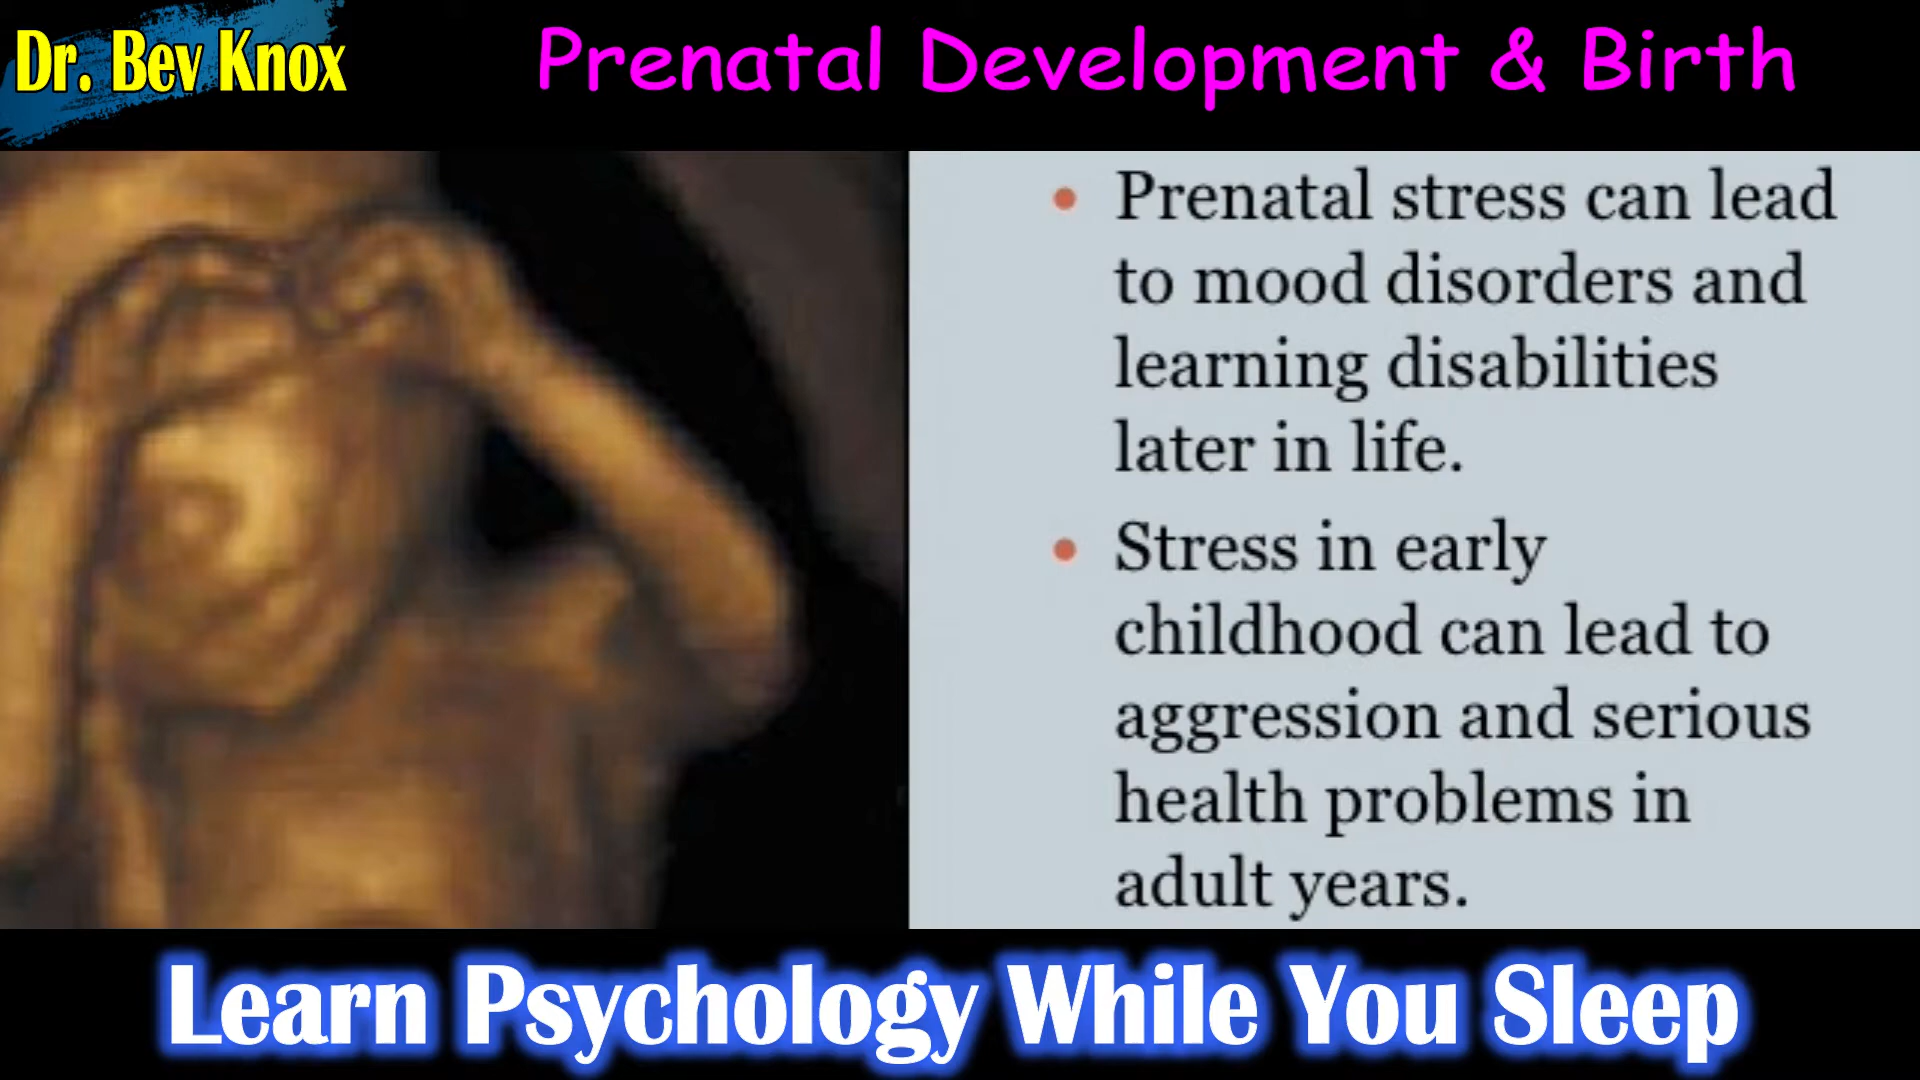 Dr. Bev Knox
Prenatal Development & Birth
• Prenatal stress can lead
to mood disorders and
learning disabilities
later in life.
• Stress in early
childhood can lead to
aggression and serious
health problems in
adult years.
Learn Psychology While You Sleep